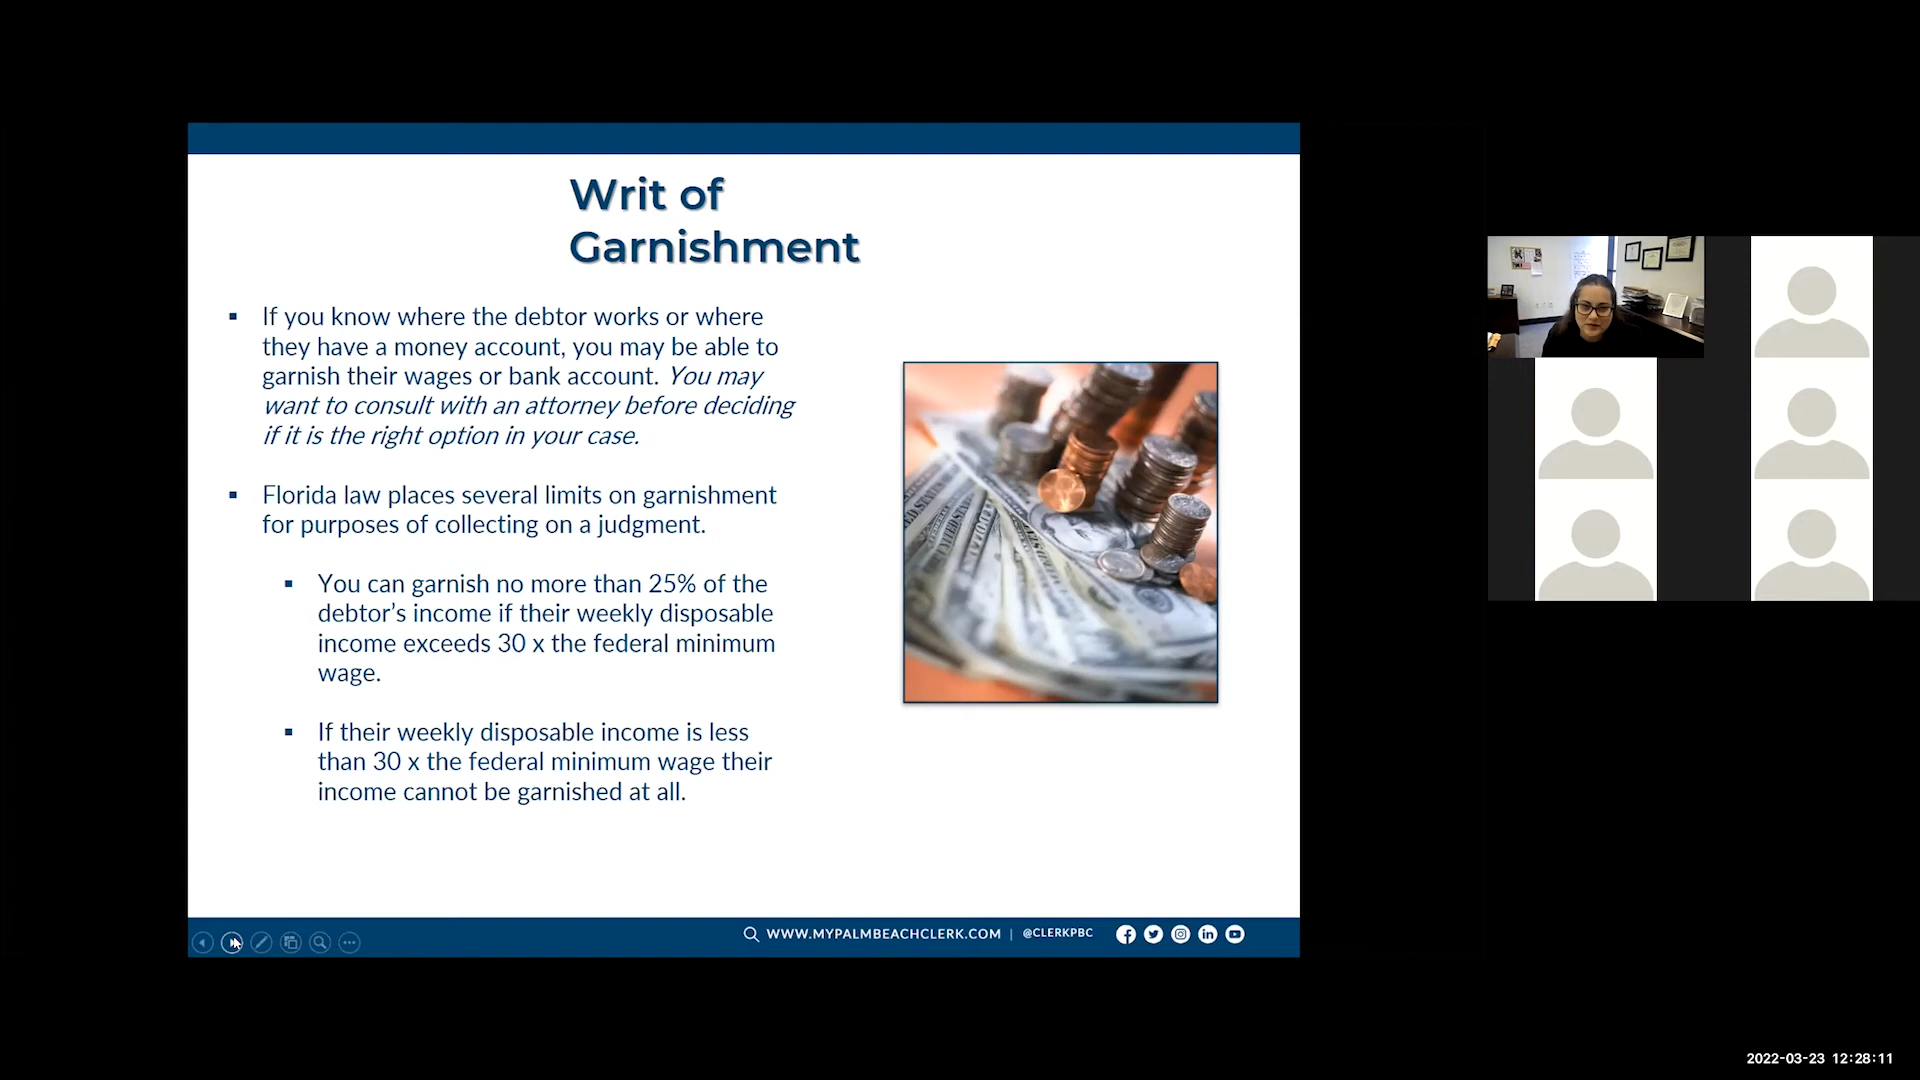 Writ of
Garnishment
▪ If you know where the debtor works or where
they have a money account, you may be able to
garnish their wages or bank account. You may
want to consult with an attorney before deciding
if it is the right option in your case.
▪ Florida law places several limits on garnishment
for purposes of collecting on a judgment.
▪ You can garnish no more than 25% of the
debtor’s income if their weekly disposable
income exceeds 30 x the federal minimum
wage.
▪ If their weekly disposable income is less
than 30 x the federal minimum wage their
income cannot be garnished at all.
WWW.MYPALMBEACHCLERK.COM | @CLERKPBC
2022-03-23 12:28:11